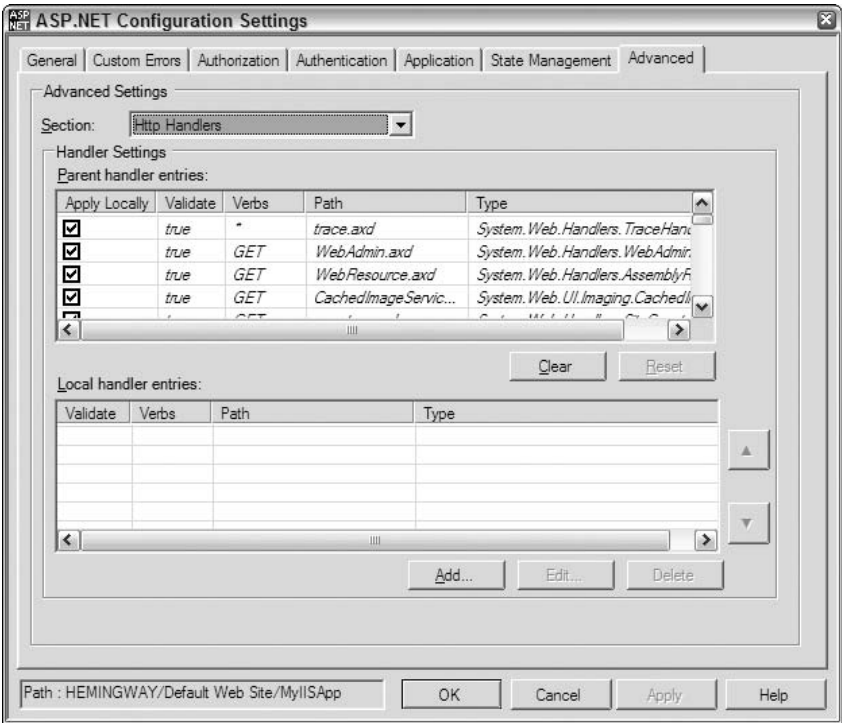 ASP.NET ASP.NET Configuration Settings
General Custom Errors Authorization Authentication Application State Management Advanced
Advanced Settings
Section: Http Handlers
Handler Settings
Parent handler entries:
Apply Locally Validate Verbs Path Type
true * trace.axd System.Web.Handlers.TraceHand
true GET WebAdmin.axd System.Web.Handlers.WebAdmin.
true GET WebResource.axd System.Web.Handlers.AssemblyR
true GET CachedImageServic... System.Web.UI.Imaging.CachedI
Clear Reset
Local handler entries:
Validate Verbs Path Type
Add... Edit... Delete
Path : HEMINGWAY/Default Web Site/MyIISApp OK Cancel Apply Help